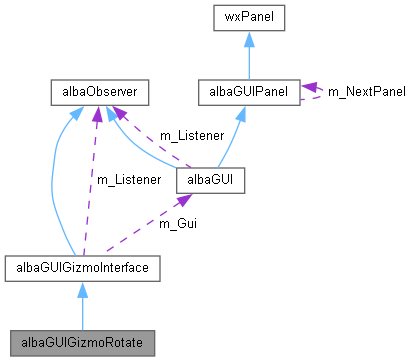 wxPanel
albaObserver
albaGUIPanel
m_NextPanel
m_Listener
m_Listener
albaGUI
m_Gui
albaGUIGizmoInterface
albaGUIGizmoRotate